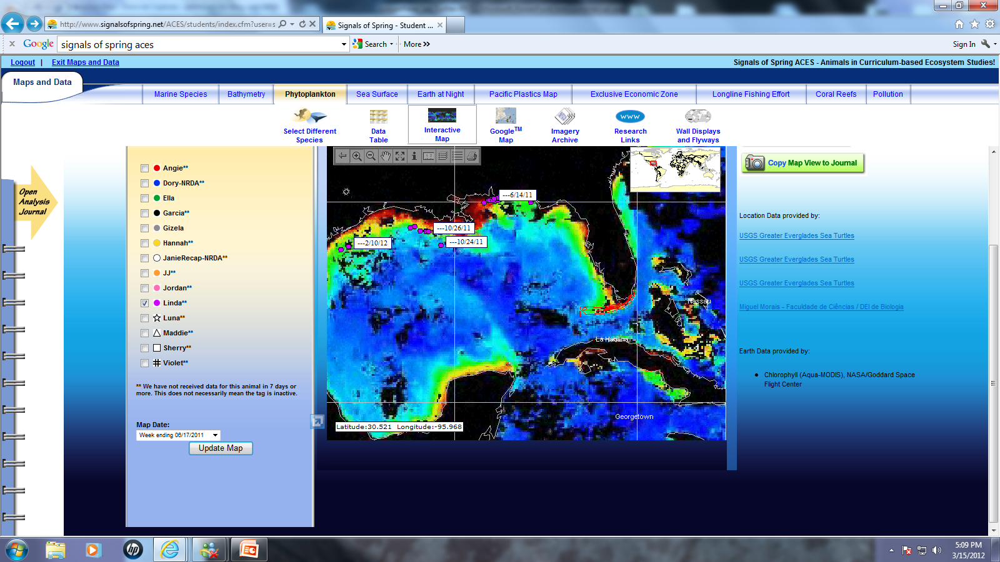 http://www.signalsofspring.net/ACES/students/index.cfm?user=s
Signals of Spring - Student ...
Google
signals of spring aces
Search
More »
Sign In
Logout | Exit Maps and Data
Signals of Spring ACES - Animals in Curriculum-based Ecosystem Studies!
Maps and Data
Marine Species
Bathymetry
Phytoplankton
Sea Surface
Earth at Night
Pacific Plastics Map
Exclusive Economic Zone
Longline Fishing Effort
Coral Reefs
Pollution
Select Different
Species
Data
Table
Interactive
Map
Google™
Map
Imagery
Archive
www
Research
Links
Wall Displays
and Flyways
Open
Analysis
Journal
Angie**
Dory-NRDA**
Ella
Garcia**
Gizela
Hannah**
JanieRecap-NRDA**
JJ**
Jordan**
Linda**
Luna**
Maddie**
Sherry**
Violet**
** We have not received data for this animal in 7 days or
more. This does not necessarily mean the tag is inactive.
Map Date:
Week ending 06/17/2011
Update Map
---6/14/11
---10/26/11
---10/24/11
---2/10/12
Nassau
La Habana
Georgetown
Latitude:30.521 Longitude:-95.968
Copy Map View to Journal
Location Data provided by:
USGS Greater Everglades Sea Turtles
USGS Greater Everglades Sea Turtles
USGS Greater Everglades Sea Turtles
Miguel Morais - Faculdade de Ciências / DEI de Biologia
Earth Data provided by:
Chlorophyll (Aqua-MODIS), NASA/Goddard Space
Flight Center
hp
5:09 PM
3/15/2012